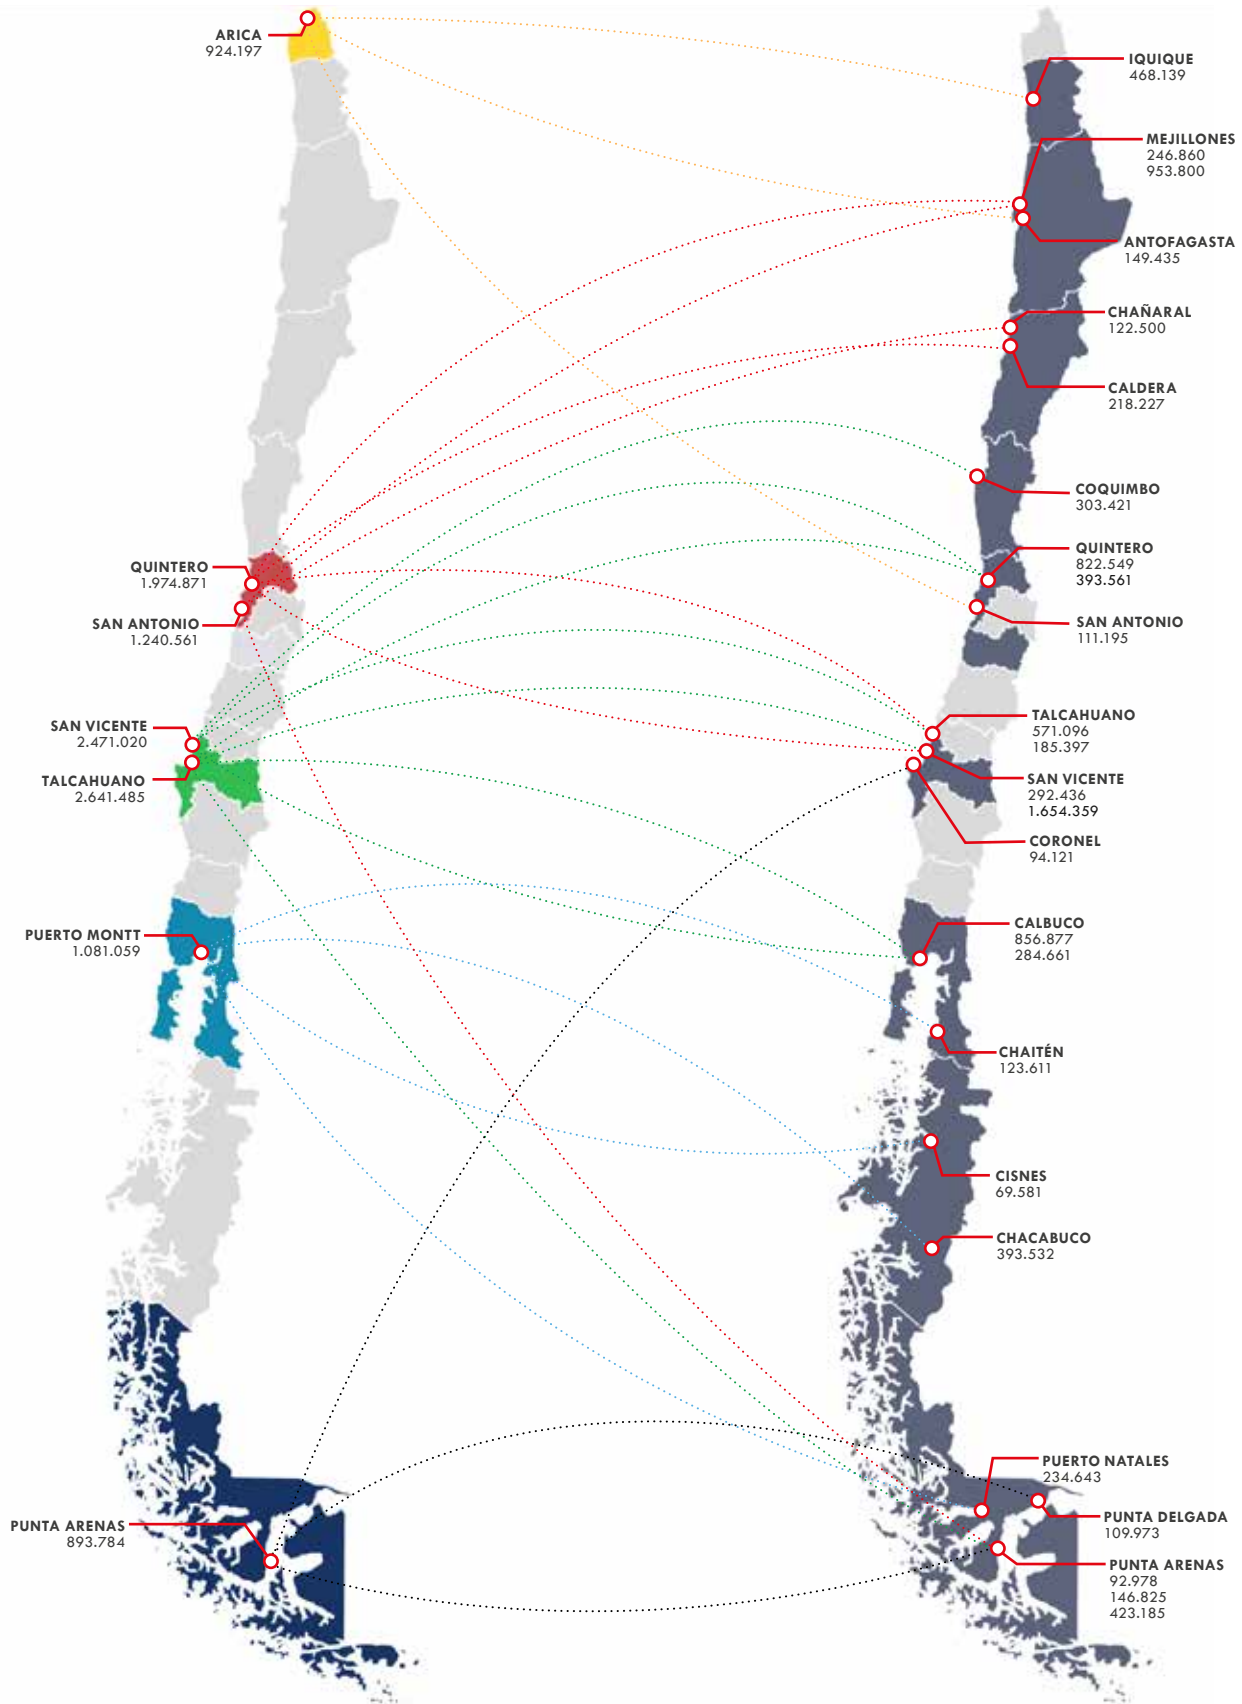 ARICA
924.197
QUINTERO
1.974.871
SAN ANTONIO
1.240.561
SAN VICENTE
2.471.020
TALCAHUANO
2.641.485
PUERTO MONTT
1.081.059
PUNTA ARENAS
893.784
IQUIQUE
468.139
MEJILLONES
246.860
953.800
ANTOFAGASTA
149.435
CHAÑARAL
122.500
CALDERA
218.227
COQUIMBO
303.421
QUINTERO
822.549
393.561
SAN ANTONIO
111.195
TALCAHUANO
571.096
185.397
SAN VICENTE
292.436
1.654.359
CORONEL
94.121
CALBUCO
856.877
284.661
CHAITÉN
123.611
CISNES
69.581
CHACABUCO
393.532
PUERTO NATALES
234.643
PUNTA DELGADA
109.973
PUNTA ARENAS
92.978
146.825
423.185